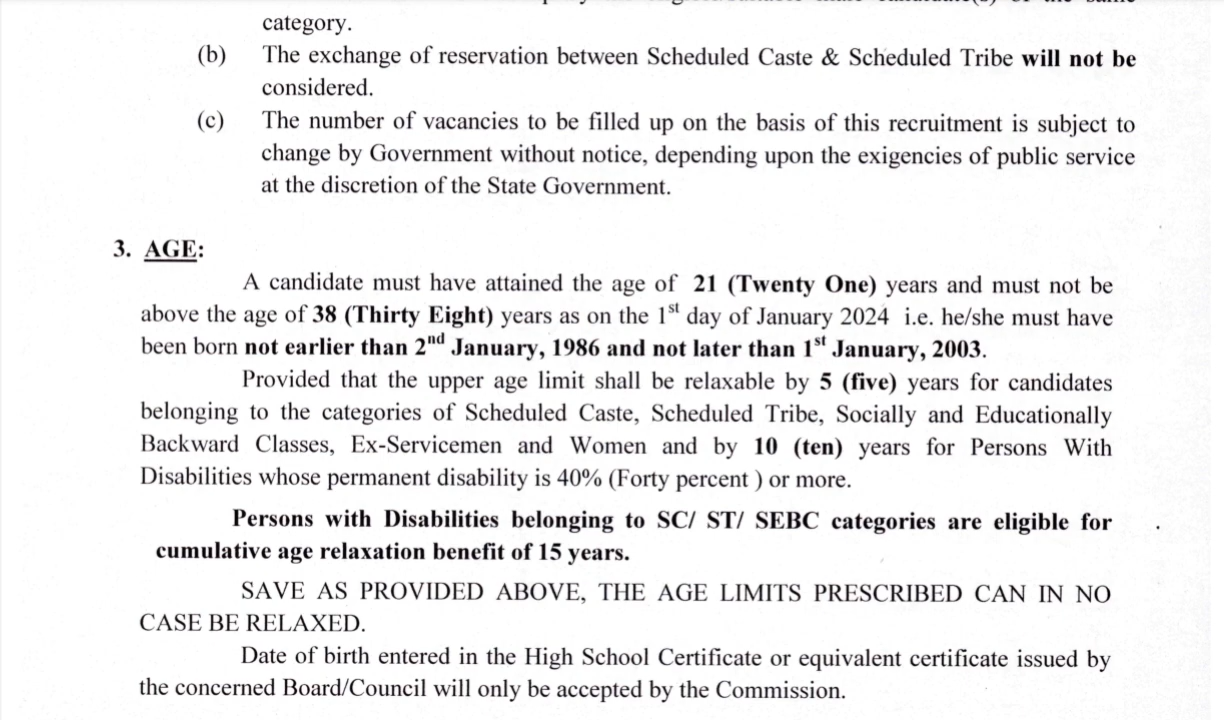 category.
(b) The exchange of reservation between Scheduled Caste & Scheduled Tribe will not be
considered.
(c) The number of vacancies to be filled up on the basis of this recruitment is subject to
change by Government without notice, depending upon the exigencies of public service
at the discretion of the State Government.
3. AGE:
A candidate must have attained the age of 21 (Twenty One) years and must not be
above the age of 38 (Thirty Eight) years as on the 1st day of January 2024 i.e. he/she must have
been born not earlier than 2nd January, 1986 and not later than 1st January, 2003.
Provided that the upper age limit shall be relaxable by 5 (five) years for candidates
belonging to the categories of Scheduled Caste, Scheduled Tribe, Socially and Educationally
Backward Classes, Ex-Servicemen and Women and by 10 (ten) years for Persons With
Disabilities whose permanent disability is 40% (Forty percent ) or more.
Persons with Disabilities belonging to SC/ ST/ SEBC categories are eligible for
cumulative age relaxation benefit of 15 years.
SAVE AS PROVIDED ABOVE, THE AGE LIMITS PRESCRIBED CAN IN NO
CASE BE RELAXED.
Date of birth entered in the High School Certificate or equivalent certificate issued by
the concerned Board/Council will only be accepted by the Commission.